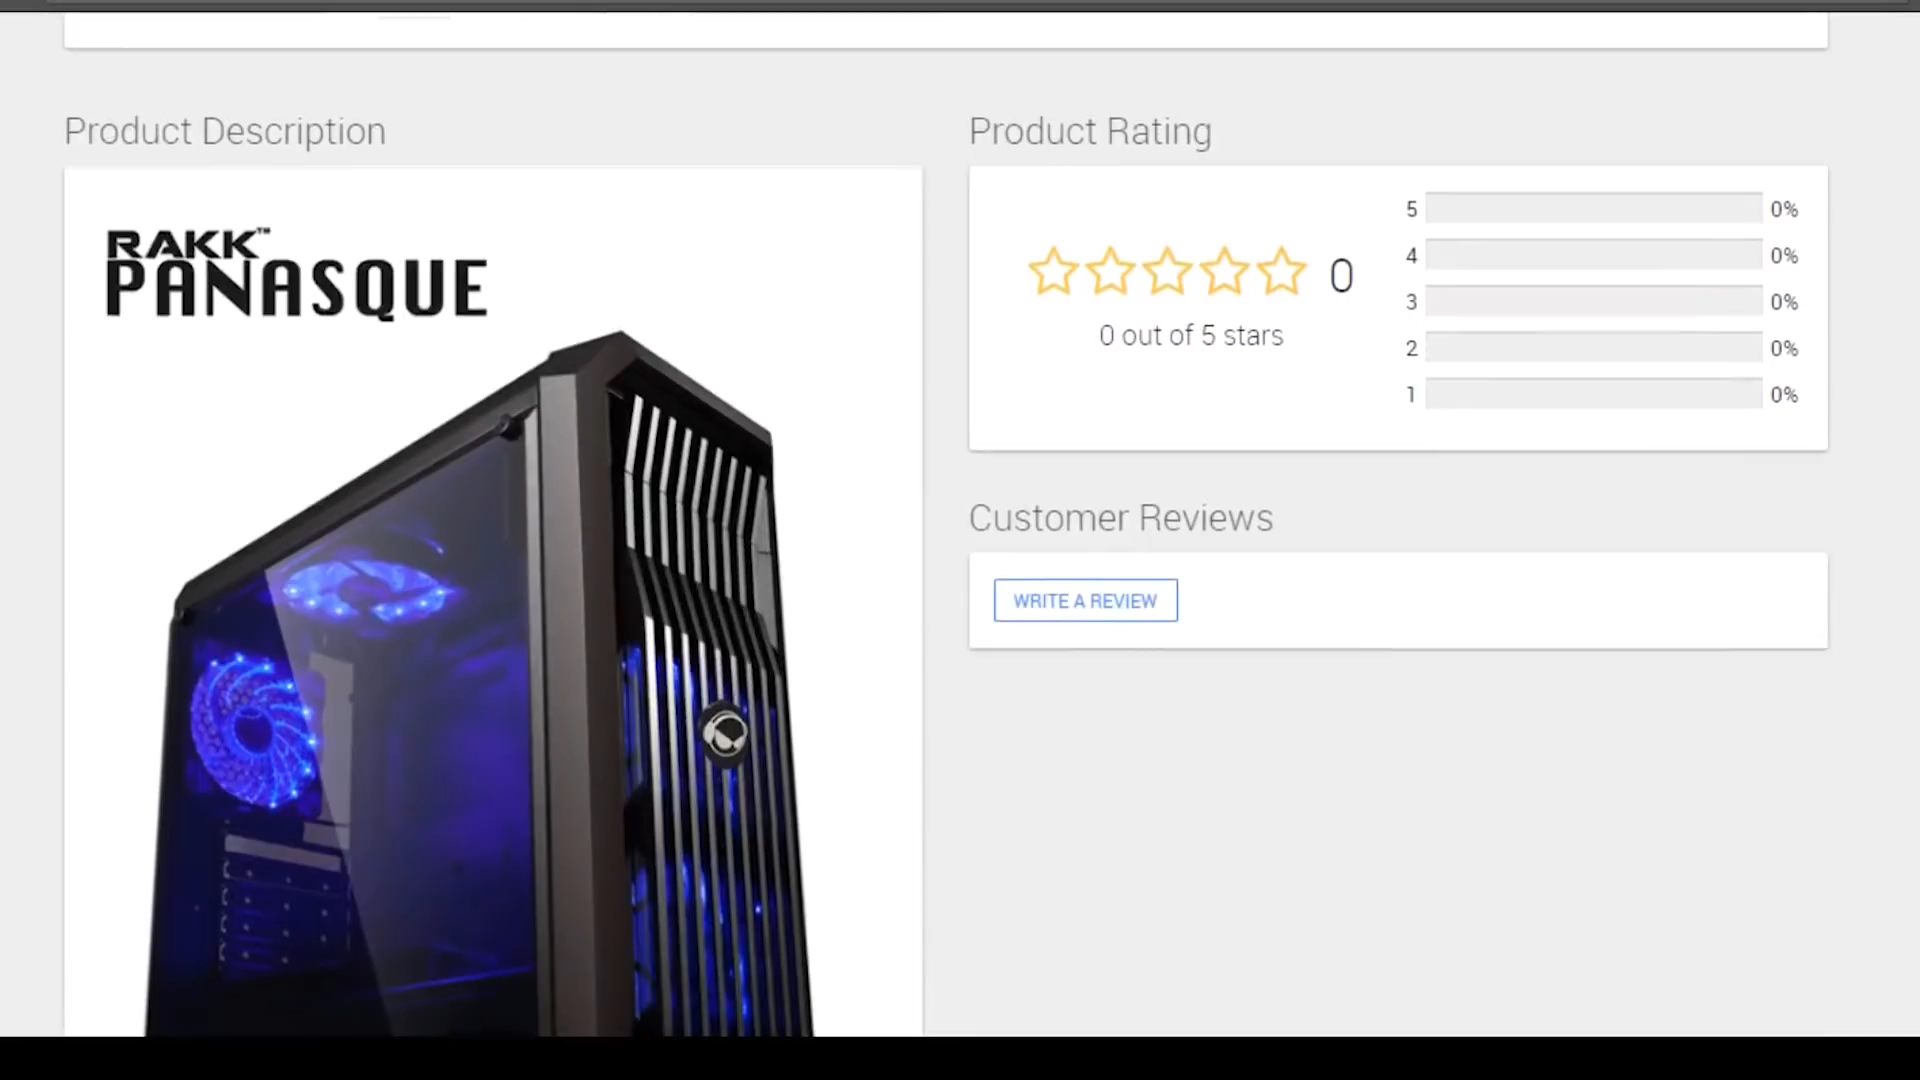 Product Description
RAKK™
PANASQUE
Product Rating
0
0 out of 5 stars
5 0%
4 0%
3 0%
2 0%
1 0%
Customer Reviews
WRITE A REVIEW